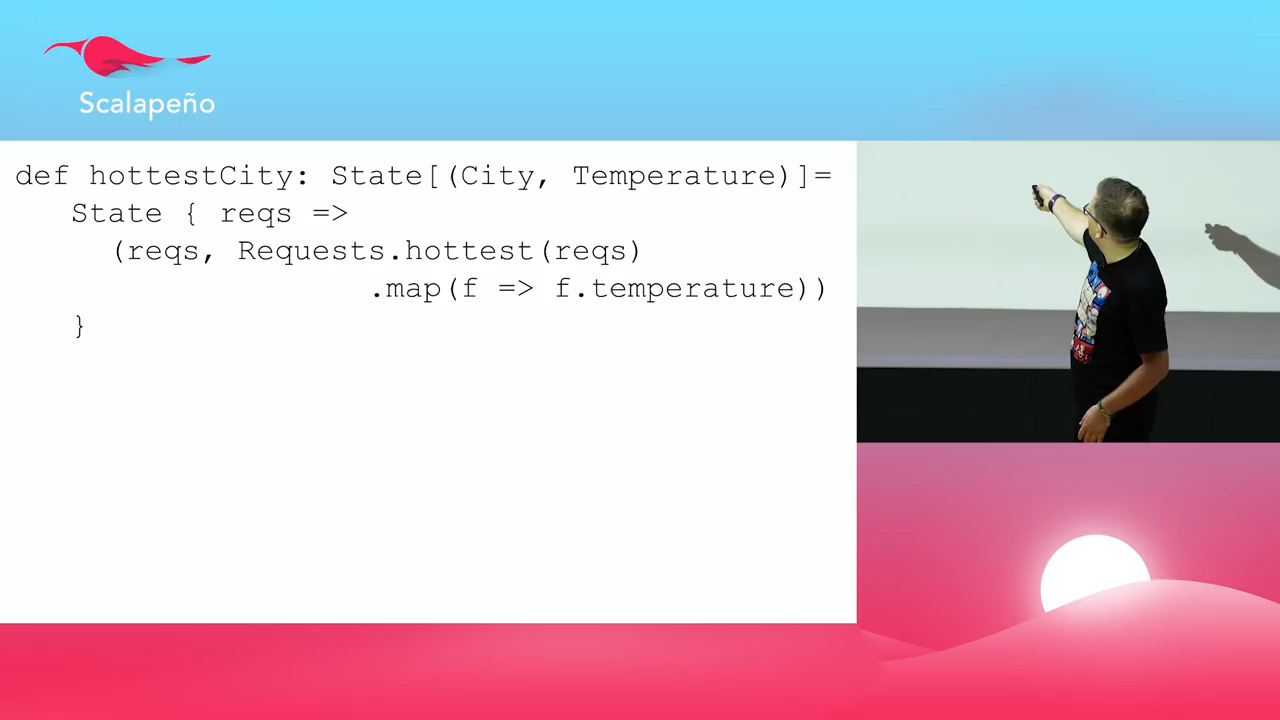 Scalapeño
def hottestCity: State[(City, Temperature)]=
State { reqs =>
(reqs, Requests.hottest(reqs)
.map(f => f.temperature))
}